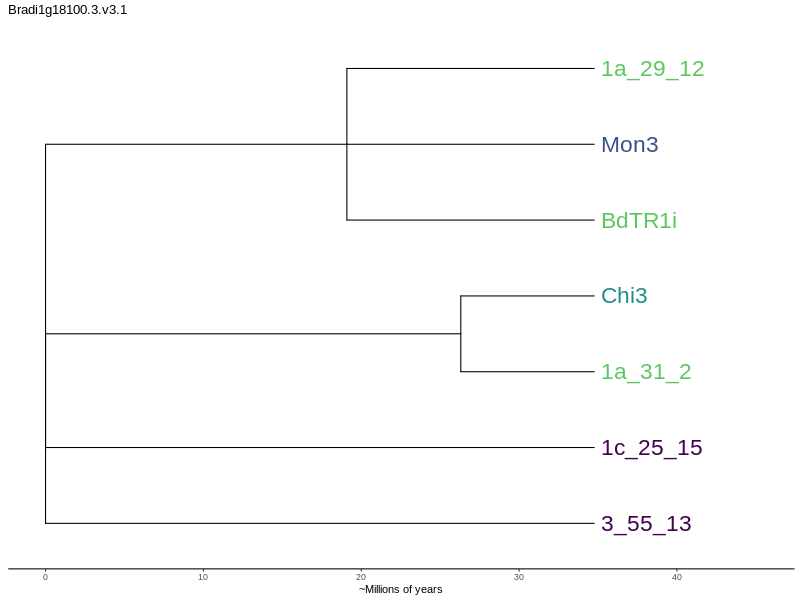 Bradi1g18100.3.v3.1
1a_29_12
Mon3
BdTR1i
Chi3
1a_31_2
1c_25_15
3_55_13
0 10 20 30 40
~Millions of years